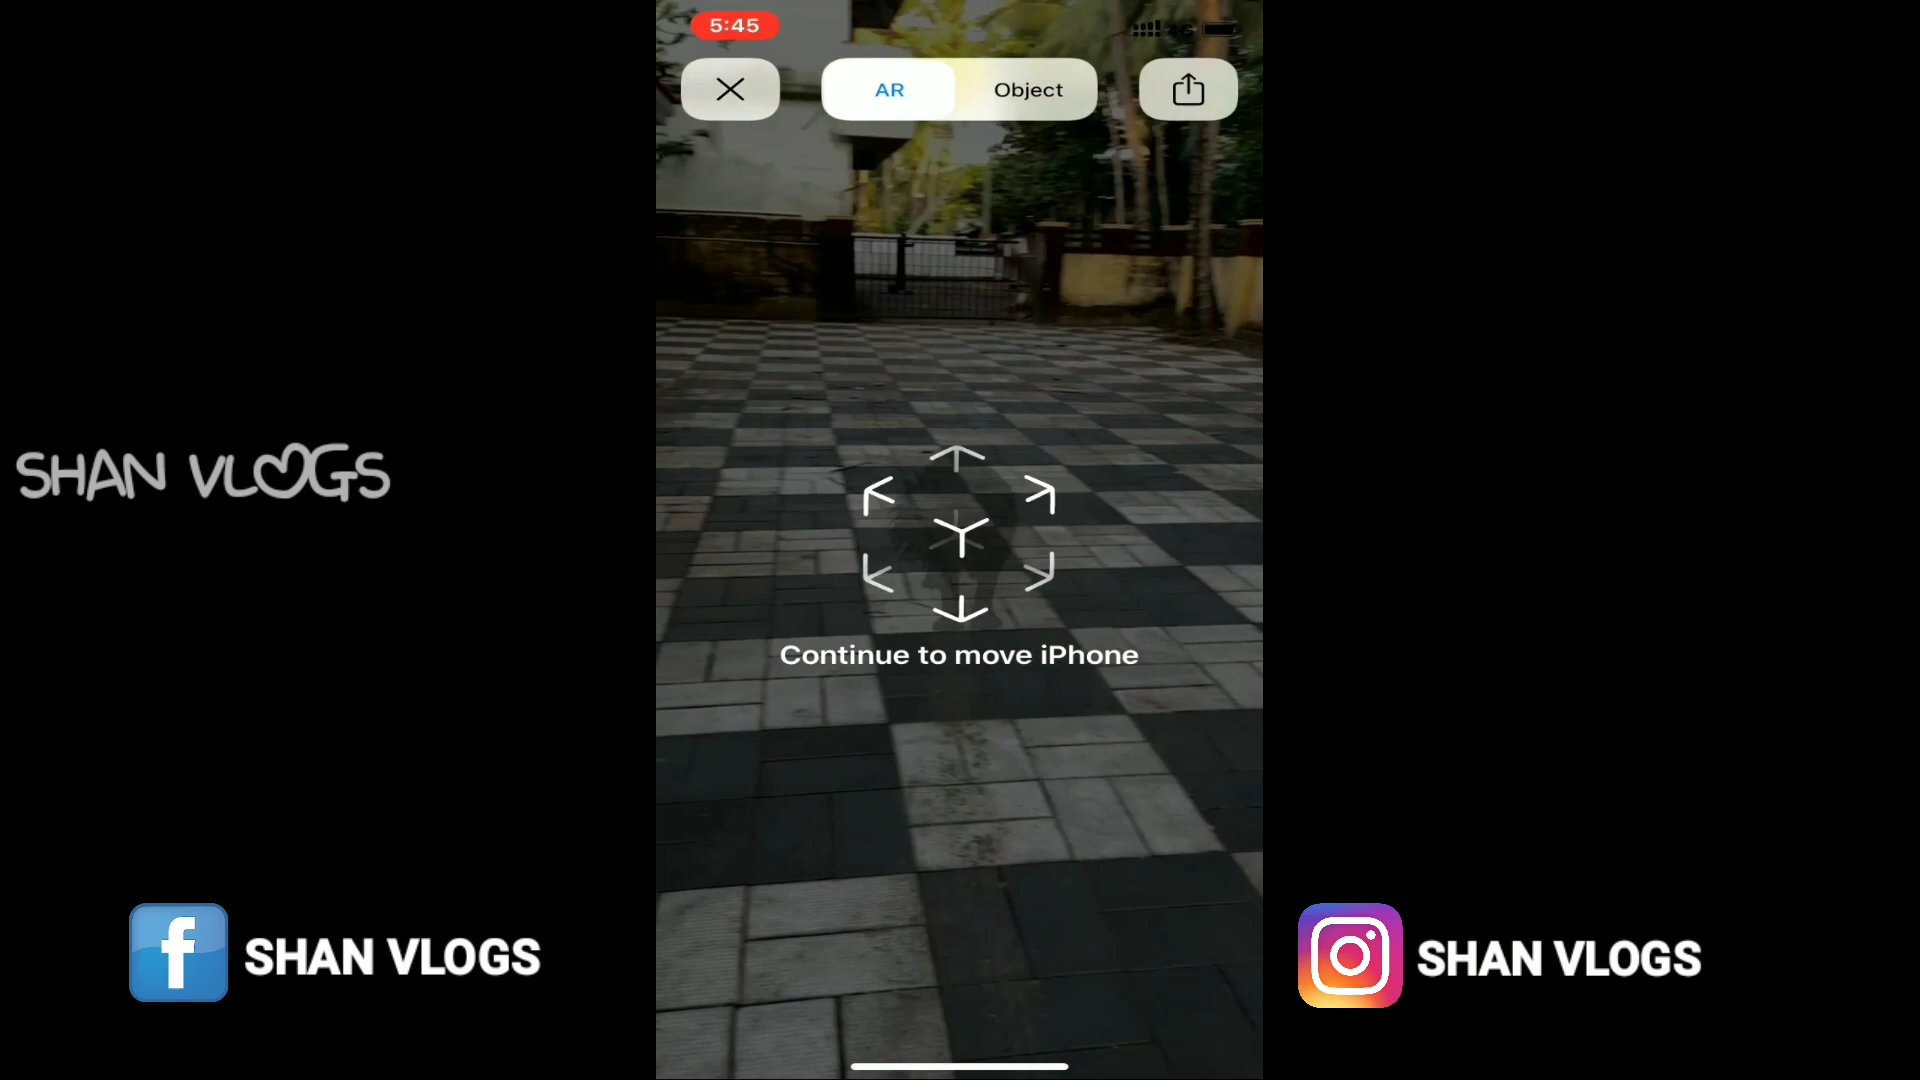 5:45
AR
Object
SHAN VLOGS
Continue to move iPhone
SHAN VLOGS
SHAN VLOGS